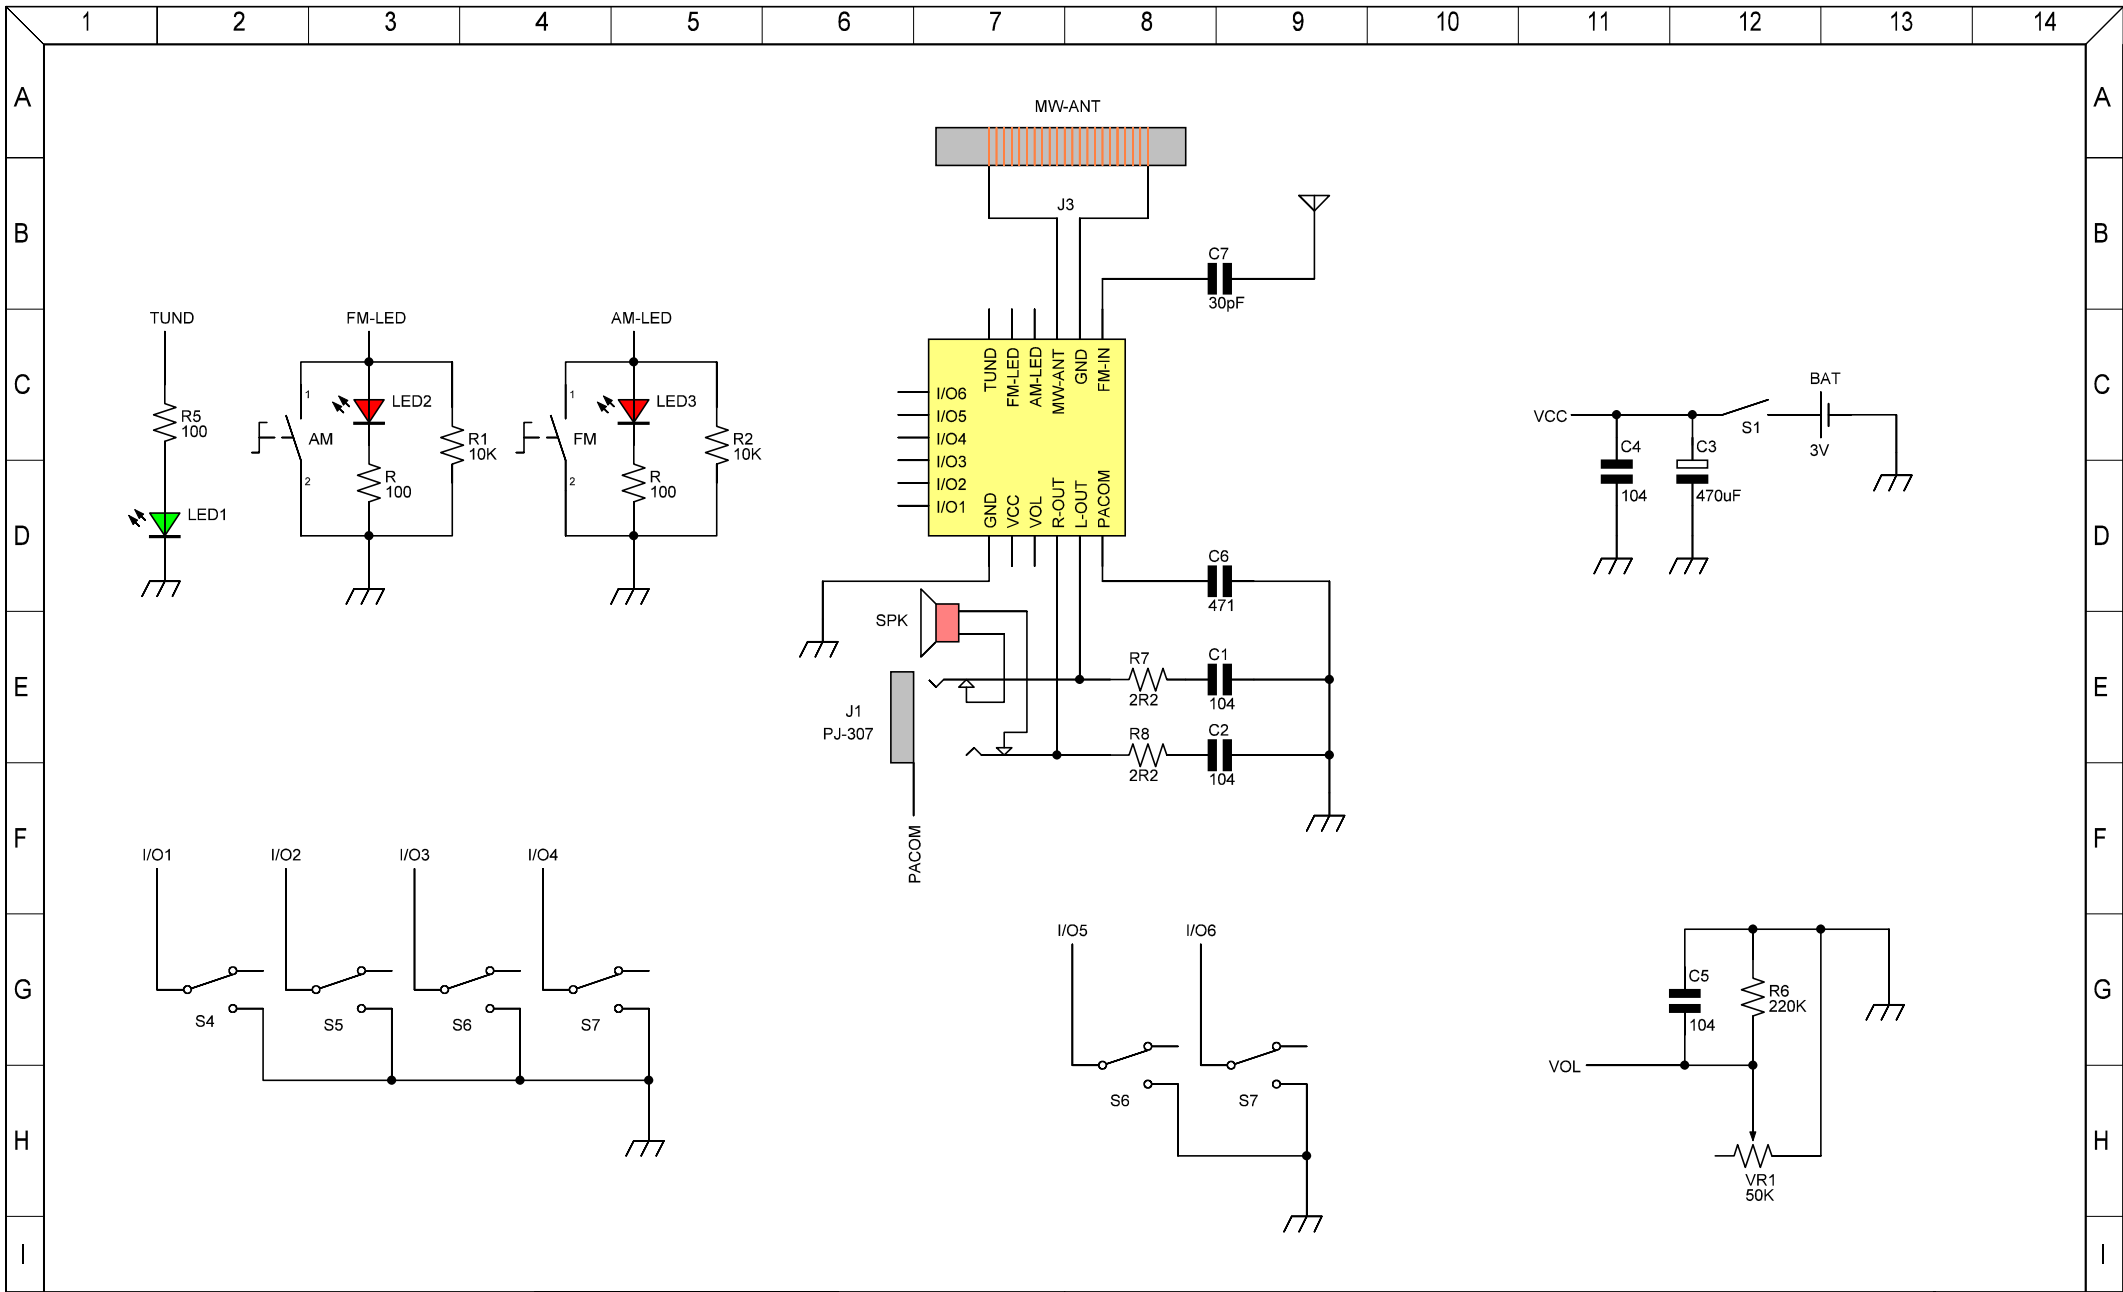 1 2 3 4 5 6 7 8 9 10 11 12 13 14
A A
MW-ANT
J3
B B
C7
30pF
TUND FM-LED AM-LED
TUND
FM-LED
AM-LED
MW-ANT
GND
FM-IN
C C
1 LED2
1 LED3
R5
100
AM
R1
10K
FM
R2
10K
I/O6
I/O5
I/O4
I/O3
I/O2
I/O1
BAT
VCC
S1
3V
C4
104
C3
470uF
2
R
100
2
R
100
LED1
GND
VCC
VOL
R-OUT
L-OUT
PACOM
D D
C6
471
SPK
R7
2R2
C1
104
E E
J1
PJ-307
R8
2R2
C2
104
PACOM
F F
I/O1 I/O2 I/O3 I/O4
I/O5 I/O6
G G
S4 S5 S6 S7
C5
104
R6
220K
VOL
S6 S7
H H
VR1
50K
I I